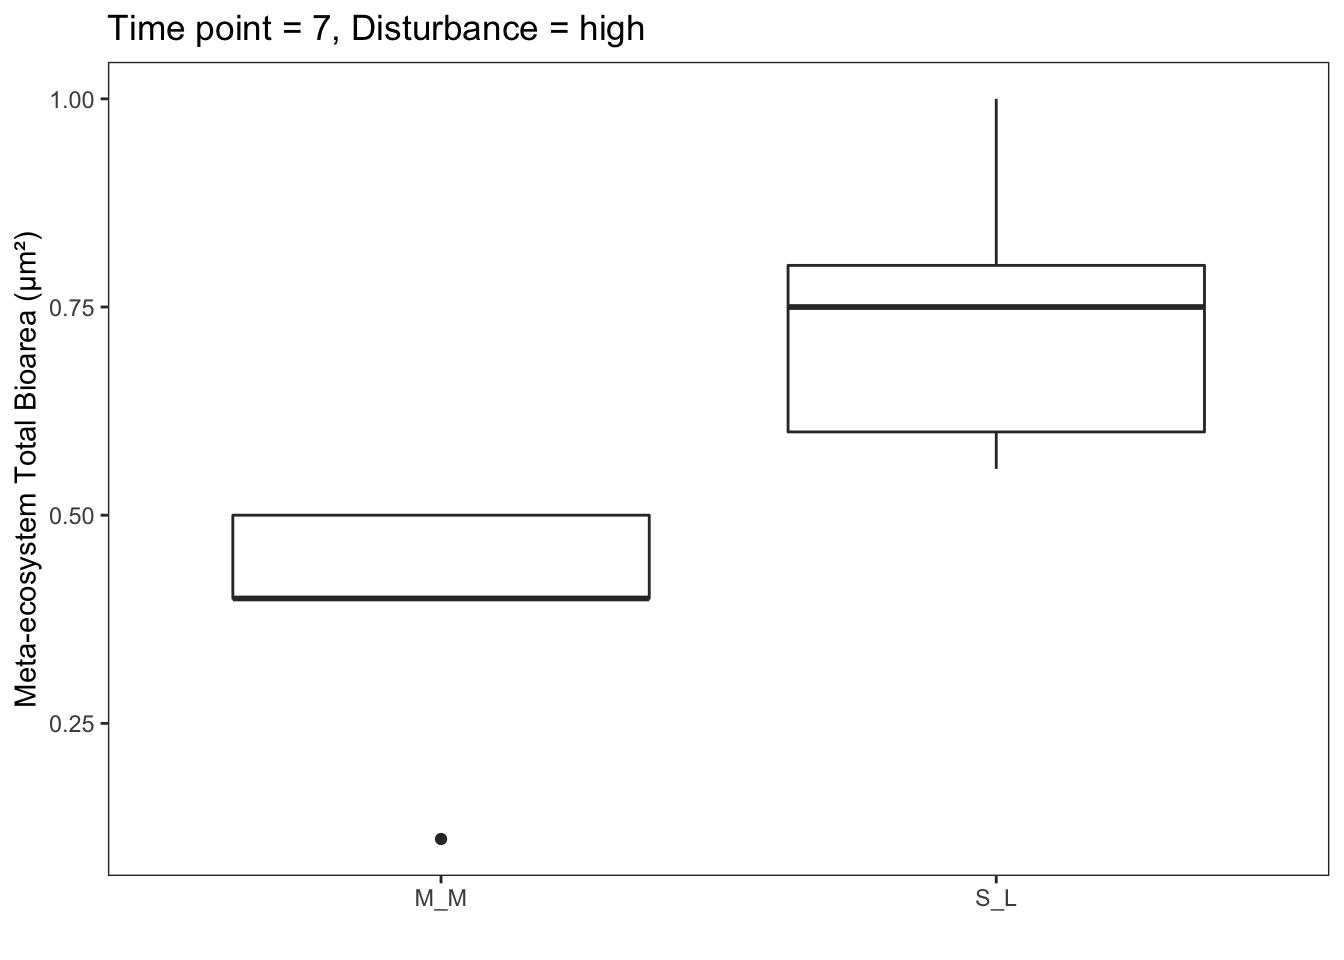 Time point = 7, Disturbance = high
Meta-ecosystem Total Bioarea (μm²)
1.00
0.75
0.50
0.25
M_M
S_L